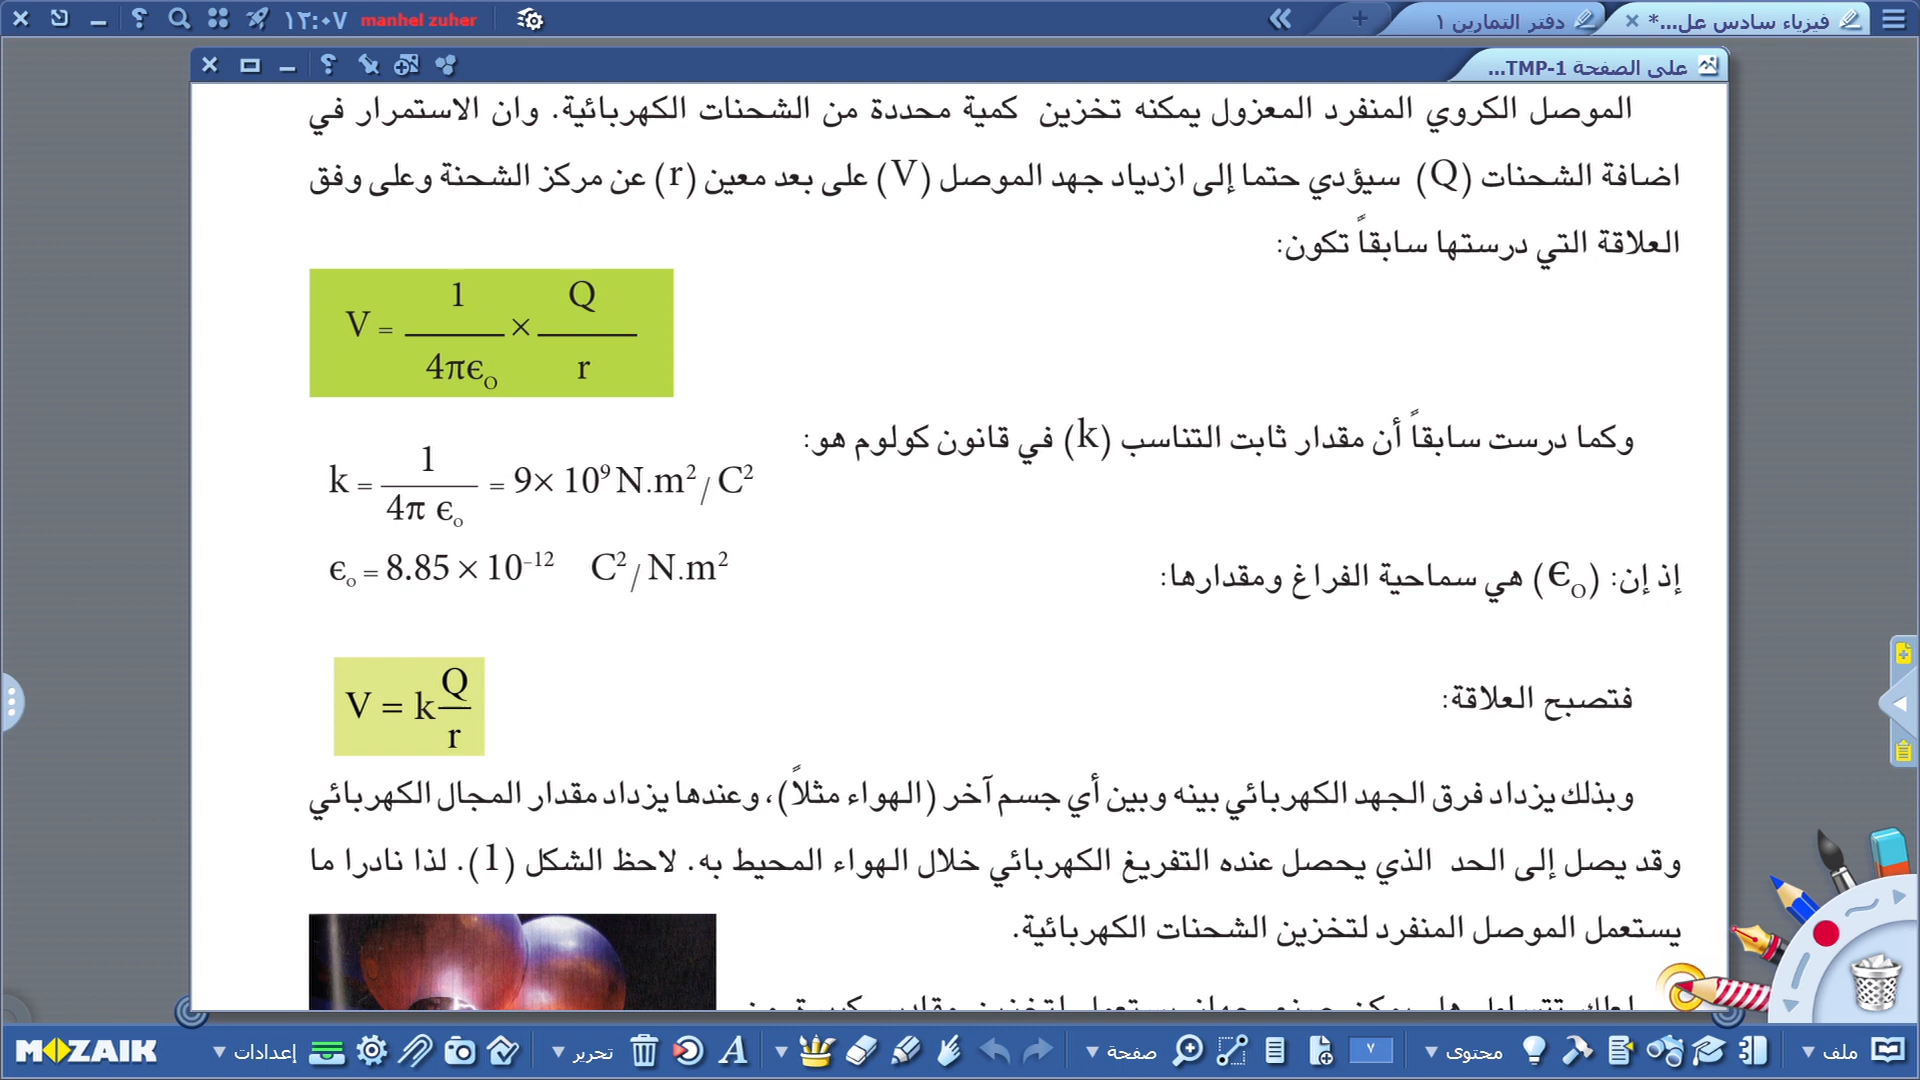 فيزياء سادس عل...*
دفتر التمارين ١
manhel zuher
١٣:٠٧
على الصفحة TMP-1...
الموصل الكروي المنفرد المعزول يمكنه تخزين كمية محددة من الشحنات الكهربائية. وان الاستمرار في
اضافة الشحنات (Q) سيؤدي حتما إلى ازدياد جهد الموصل (V) على بعد معين (r) عن مركز الشحنة وعلى وفق
العلاقة التي درستها سابقاً تكون:
V = 1/4πϵ₀ × Q/r
وكما درست سابقاً أن مقدار ثابت التناسب (k) في قانون كولوم هو:
k = 1/4π ϵ₀ = 9× 10⁹ N.m²/C²
إذ إن: (ϵ₀) هي سماحية الفراغ ومقدارها:
ϵ₀ = 8.85 × 10⁻¹² C²/N.m²
فتصبح العلاقة:
V = k Q/r
وبذلك يزداد فرق الجهد الكهربائي بينه وبين أي جسم آخر (الهواء مثلاً)، وعندها يزداد مقدار المجال الكهربائي
وقد يصل إلى الحد الذي يحصل عنده التفريغ الكهربائي خلال الهواء المحيط به. لاحظ الشكل (1). لذا نادرا ما
يستعمل الموصل المنفرد لتخزين الشحنات الكهربائية.
ملف
محتوى
٧
صفحة
A
تحرير
إعدادات
MOZAIK